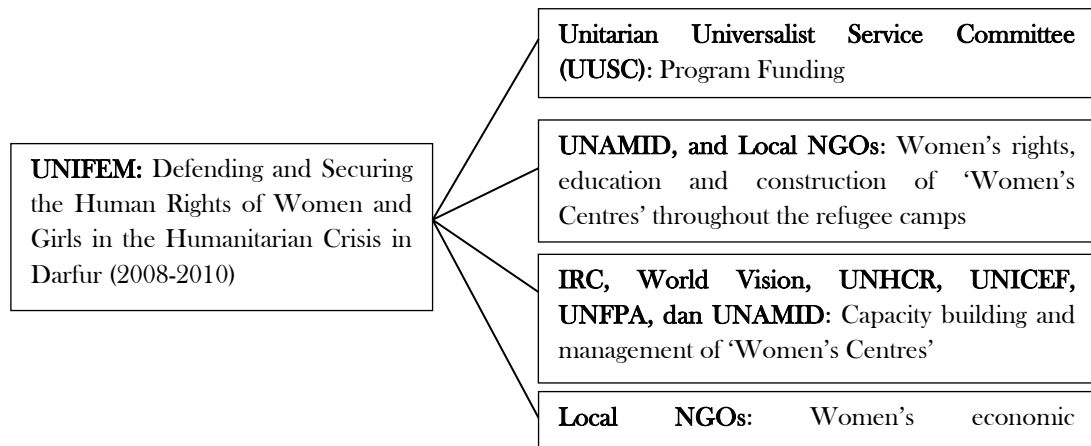 UNIFEM: Defending and Securing
the Human Rights of Women and
Girls in the Humanitarian Crisis in
Darfur (2008-2010)
Unitarian Universalist Service Committee
(UUSC): Program Funding
UNAMID, and Local NGOs: Women’s rights,
education and construction of ‘Women’s
Centres’ throughout the refugee camps
IRC, World Vision, UNHCR, UNICEF,
UNFPA, dan UNAMID: Capacity building and
management of ‘Women’s Centres’
Local NGOs: Women’s economic